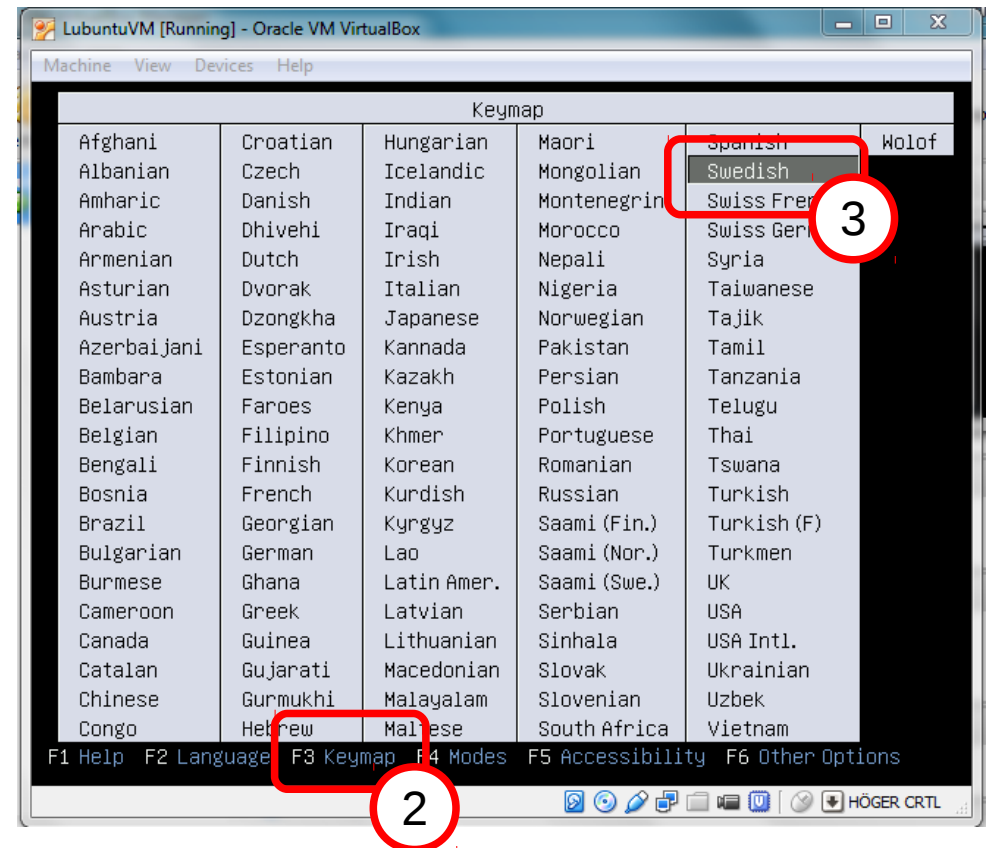 LubuntuVM [Running] - Oracle VM VirtualBox
Machine View Devices Help
Keymap
Afghani Croatian Hungarian Maori Spanish Wolof
Albanian Czech Icelandic Mongolian Swedish
Amharic Danish Indian Montenegrin Swiss Fren
Arabic Dhivehi Iraqi Morocco Swiss Ger 3
Armenian Dutch Irish Nepali Syria
Asturian Dvorak Italian Nigeria Taiwanese
Austria Dzongkha Japanese Norwegian Tajik
Azerbaijani Esperanto Kannada Pakistan Tamil
Bambara Estonian Kazakh Persian Tanzania
Belarusian Faroes Kenya Polish Telugu
Belgian Filipino Khmer Portuguese Thai
Bengali Finnish Korean Romanian Tswana
Bosnia French Kurdish Russian Turkish
Brazil Georgian Kyrgyz Saami (Fin.) Turkish (F)
Bulgarian German Lao Saami (Nor.) Turkmen
Burmese Ghana Latin Amer. Saami (Swe.) UK
Cameroon Greek Latvian Serbian USA
Canada Guinea Lithuanian Sinhala USA Intl.
Catalan Gujarati Macedonian Slovak Ukrainian
Chinese Gurmukhi Malayalam Slovenian Uzbek
Congo Hebrew Maltese South Africa Vietnam
F1 Help F2 Language F3 Keymap F4 Modes F5 Accessibility F6 Other Options
2 HÖGER CRTL